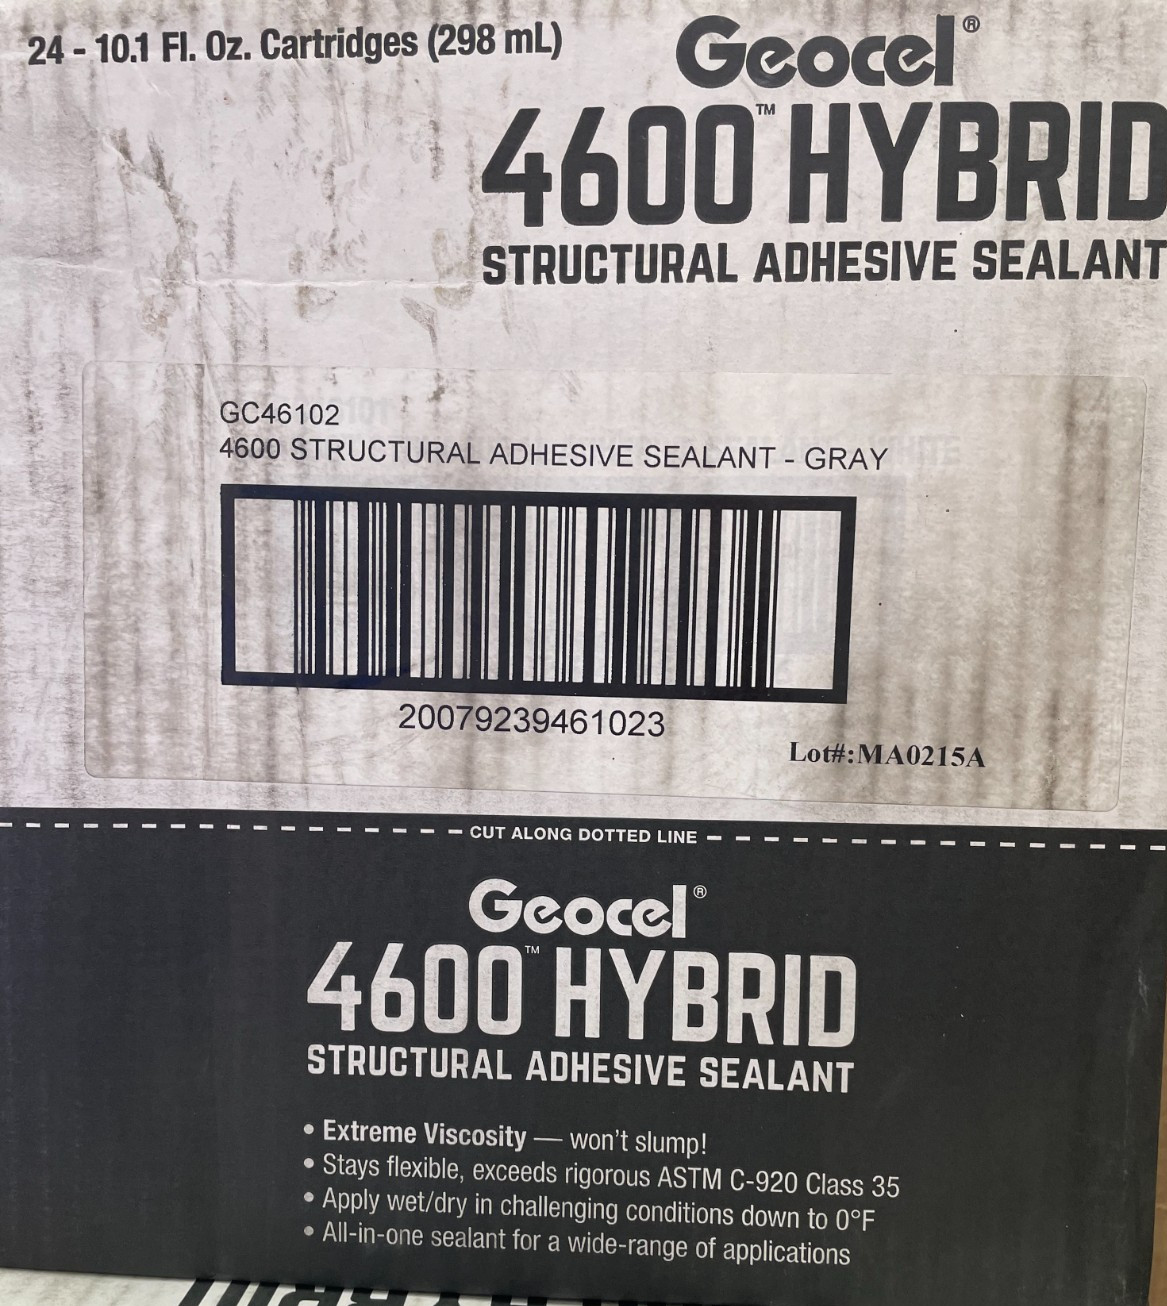 24 - 10.1 Fl. Oz. Cartridges (298 mL)
Geocel®
4600™ HYBRID
STRUCTURAL ADHESIVE SEALANT
GC46102
4600 STRUCTURAL ADHESIVE SEALANT - GRAY
20079239461023
Lot#:MA0215A
CUT ALONG DOTTED LINE
Geocel®
4600™ HYBRID
STRUCTURAL ADHESIVE SEALANT
• Extreme Viscosity — won't slump!
• Stays flexible, exceeds rigorous ASTM C-920 Class 35
• Apply wet/dry in challenging conditions down to 0°F
• All-in-one sealant for a wide-range of applications